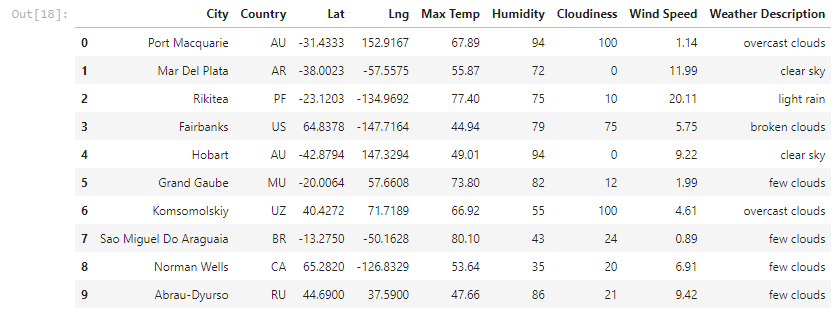 Out[18]:
City Country Lat Lng Max Temp Humidity Cloudiness Wind Speed Weather Description
0 Port Macquarie AU -31.4333 152.9167 67.89 94 100 1.14 overcast clouds
1 Mar Del Plata AR -38.0023 -57.5575 55.87 72 0 11.99 clear sky
2 Rikitea PF -23.1203 -134.9692 77.40 75 10 20.11 light rain
3 Fairbanks US 64.8378 -147.7164 44.94 79 75 5.75 broken clouds
4 Hobart AU -42.8794 147.3294 49.01 94 0 9.22 clear sky
5 Grand Gaube MU -20.0064 57.6608 73.80 82 12 1.99 few clouds
6 Komsomolskiy UZ 40.4272 71.7189 66.92 55 100 4.61 overcast clouds
7 Sao Miguel Do Araguaia BR -13.2750 -50.1628 80.10 43 24 0.89 few clouds
8 Norman Wells CA 65.2820 -126.8329 53.64 35 20 6.91 few clouds
9 Abrau-Dyurso RU 44.6900 37.5900 47.66 86 21 9.42 few clouds